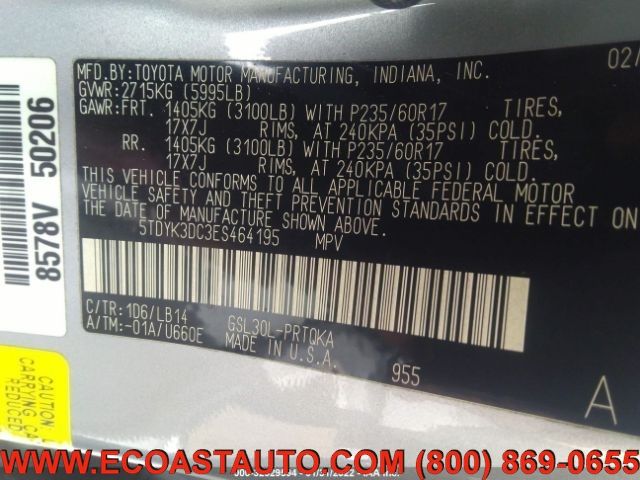 MFD.BY: TOYOTA MOTOR MANUFACTURING, INDIANA, INC. 02/
GVWR: 2715KG (5995LB)
GAWR: FRT. 1405KG (3100LB) WITH P235/60R17 TIRES,
17X7J RIMS, AT 240KPA (35PSI) COLD.
RR. 1405KG (3100LB) WITH P235/60R17 TIRES,
17X7J RIMS, AT 240KPA (35PSI) COLD.
THIS VEHICLE CONFORMS TO ALL APPLICABLE FEDERAL MOTOR
VEHICLE SAFETY AND THEFT PREVENTION STANDARDS IN EFFECT ON
THE DATE OF MANUFACTURE SHOWN ABOVE.
5TDYK3DC3ES464195 MPV
C/TR: 1D6/LB14 GSL30L-PRTQKA
A/TM: -01A/U660E MADE IN U.S.A.
955
A
8578V 50206
CAUTION
CARRYING CA
REDUCED
WWW.ECOASTAUTO.COM (800) 869-0655